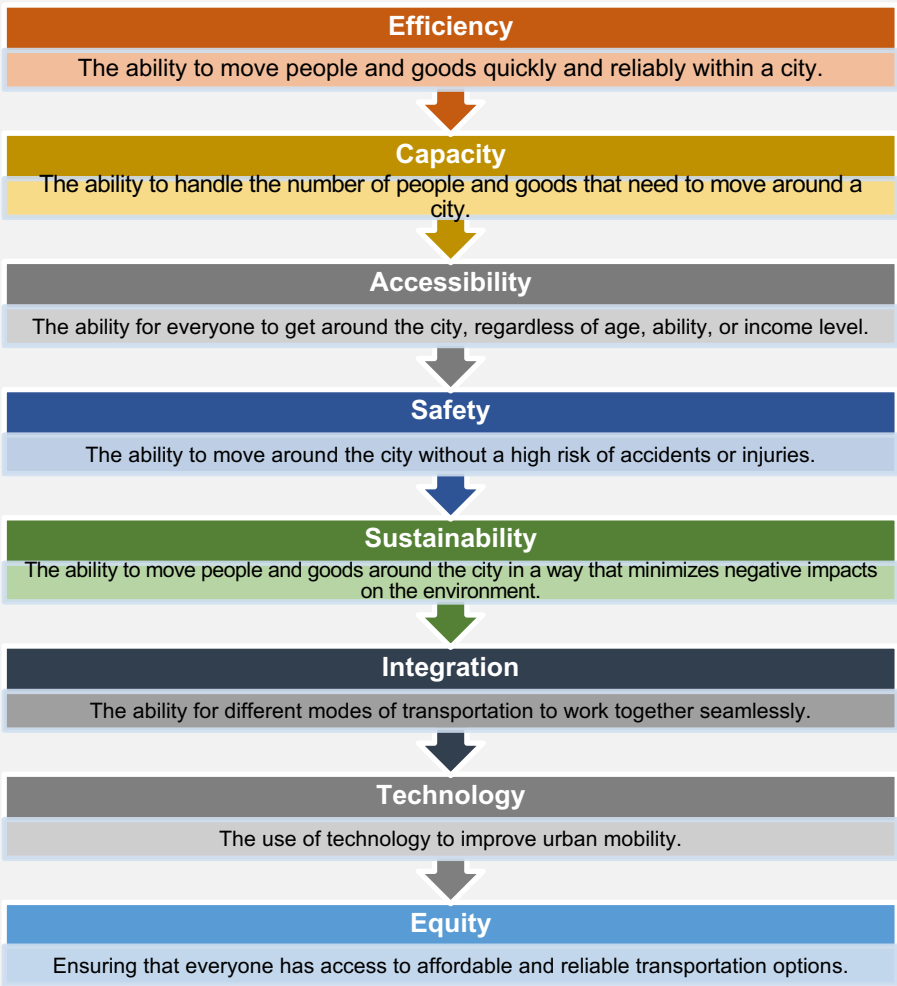 Efficiency
The ability to move people and goods quickly and reliably within a city.
Capacity
The ability to handle the number of people and goods that need to move around a
city.
Accessibility
The ability for everyone to get around the city, regardless of age, ability, or income level.
Safety
The ability to move around the city without a high risk of accidents or injuries.
Sustainability
The ability to move people and goods around the city in a way that minimizes negative impacts
on the environment.
Integration
The ability for different modes of transportation to work together seamlessly.
Technology
The use of technology to improve urban mobility.
Equity
Ensuring that everyone has access to affordable and reliable transportation options.